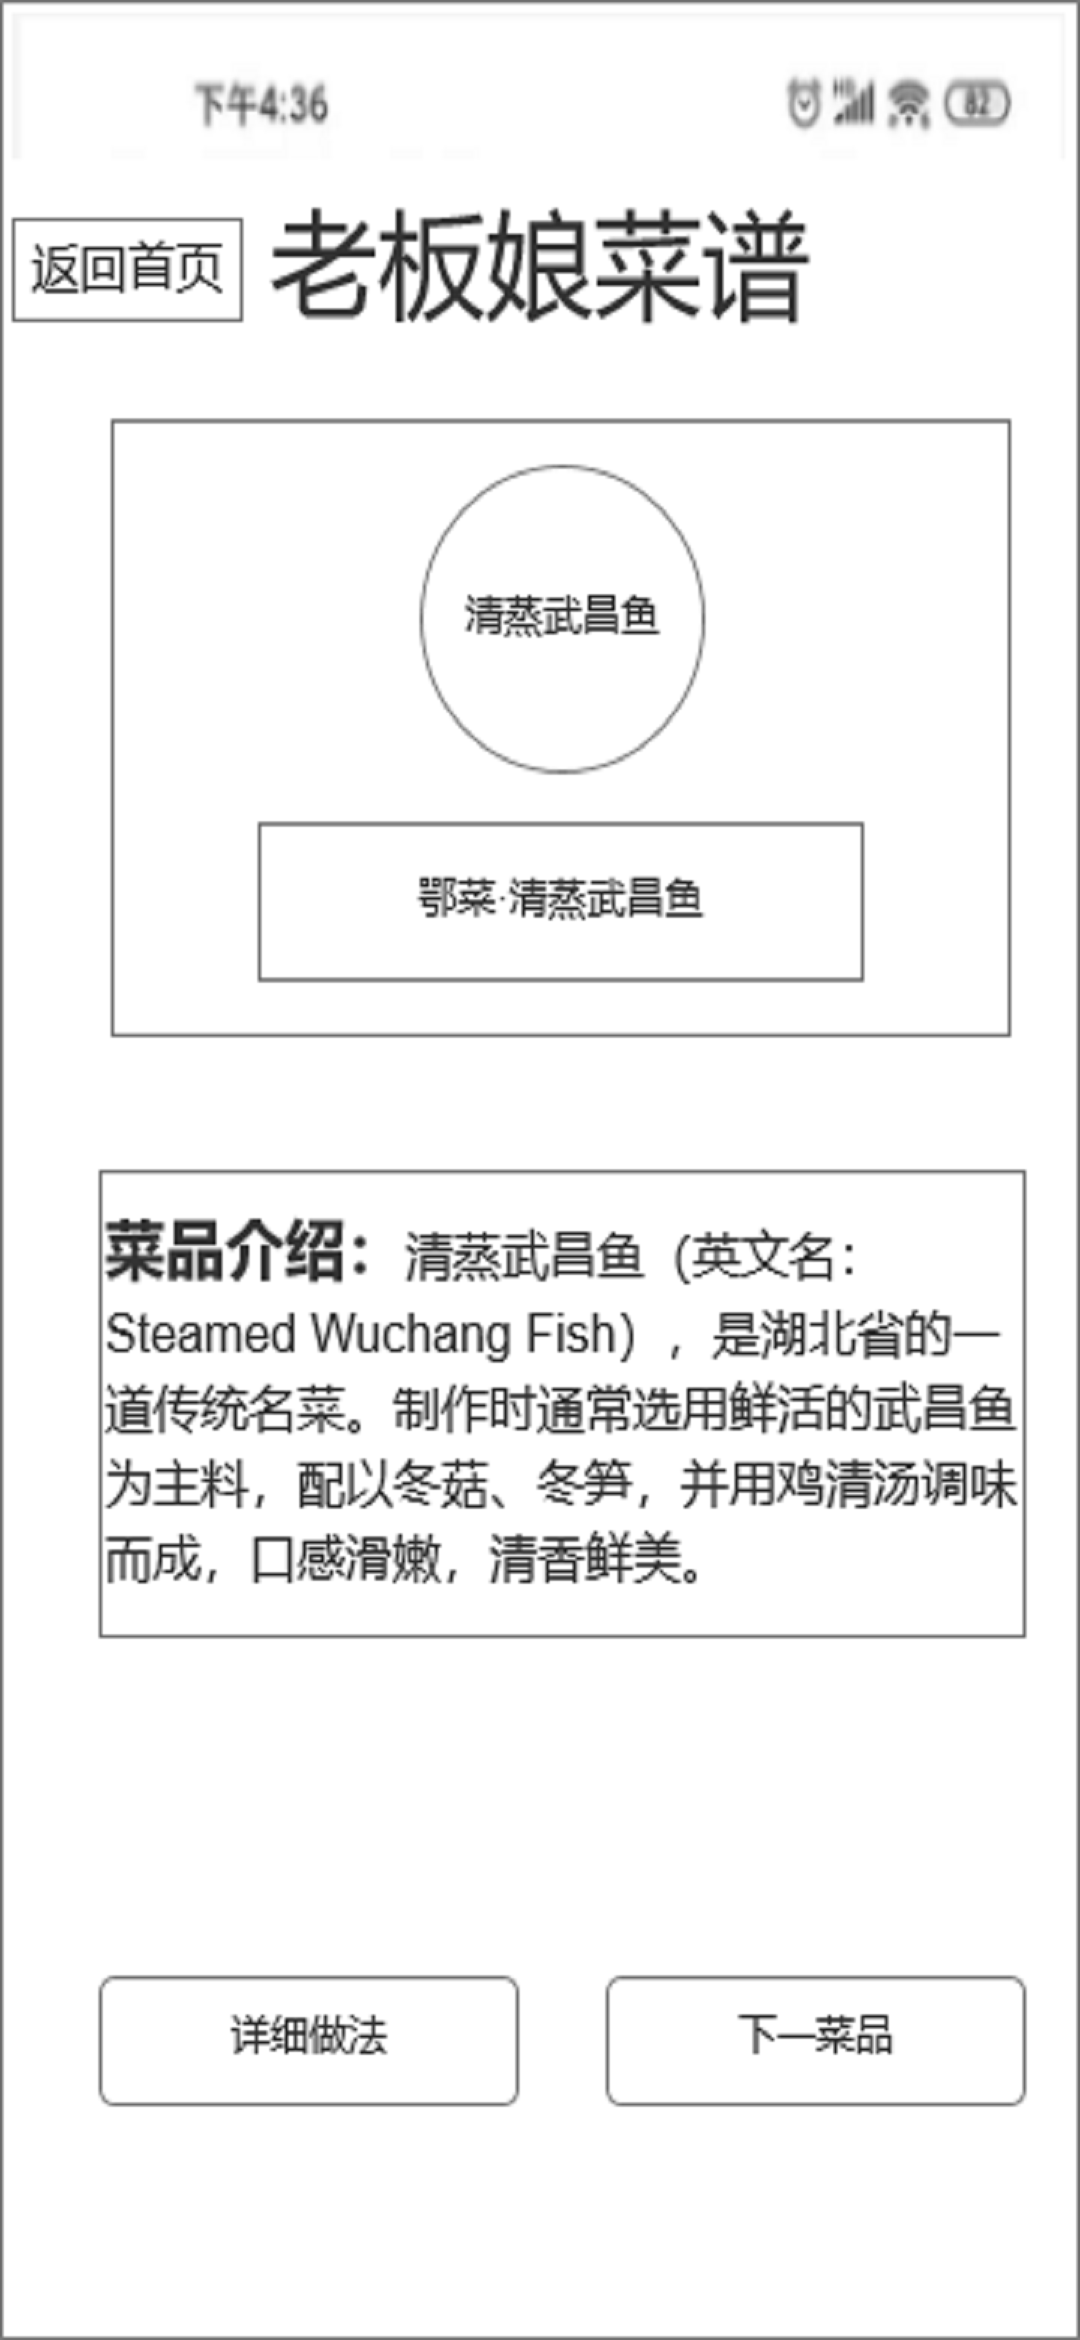 下午4:36
82
返回首页
老板娘菜谱
清蒸武昌鱼
鄂菜·清蒸武昌鱼
菜品介绍：清蒸武昌鱼（英文名：
Steamed Wuchang Fish），是湖北省的一
道传统名菜。制作时通常选用鲜活的武昌鱼
为主料，配以冬菇、冬笋，并用鸡清汤调味
而成，口感滑嫩，清香鲜美。
详细做法
下一菜品